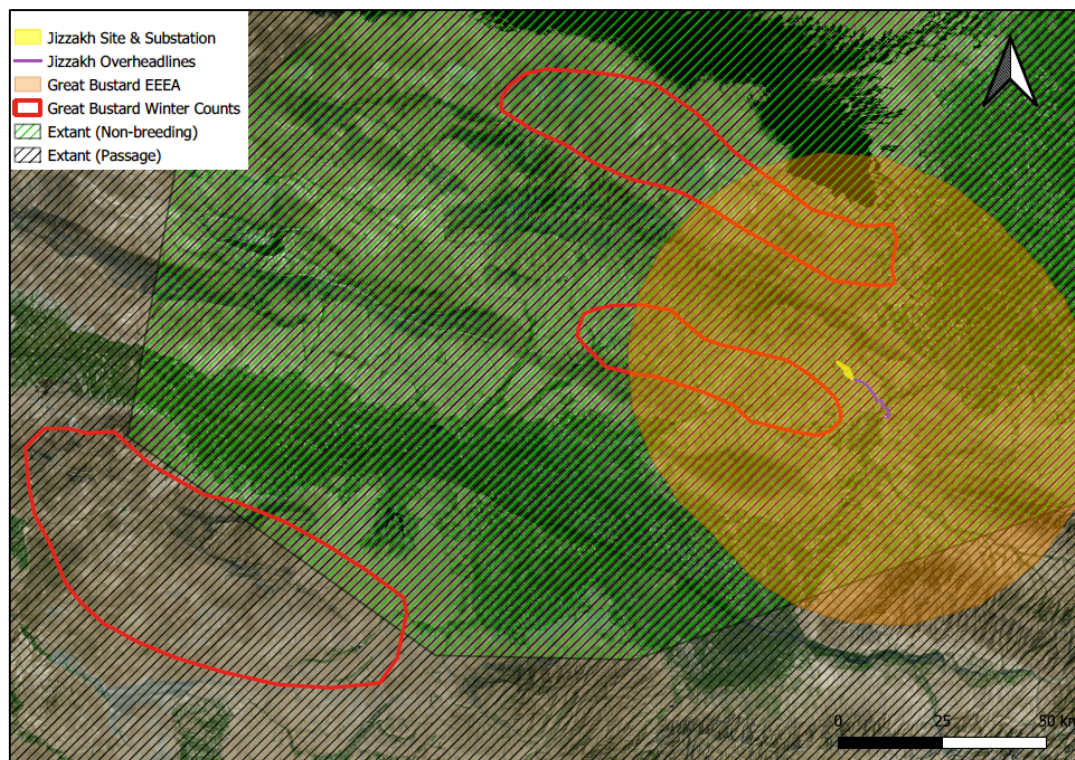 Jizzakh Site & Substation
Jizzakh Overheadlines
Great Bustard EEEA
Great Bustard Winter Counts
Extant (Non-breeding)
Extant (Passage)
0 25 50 km